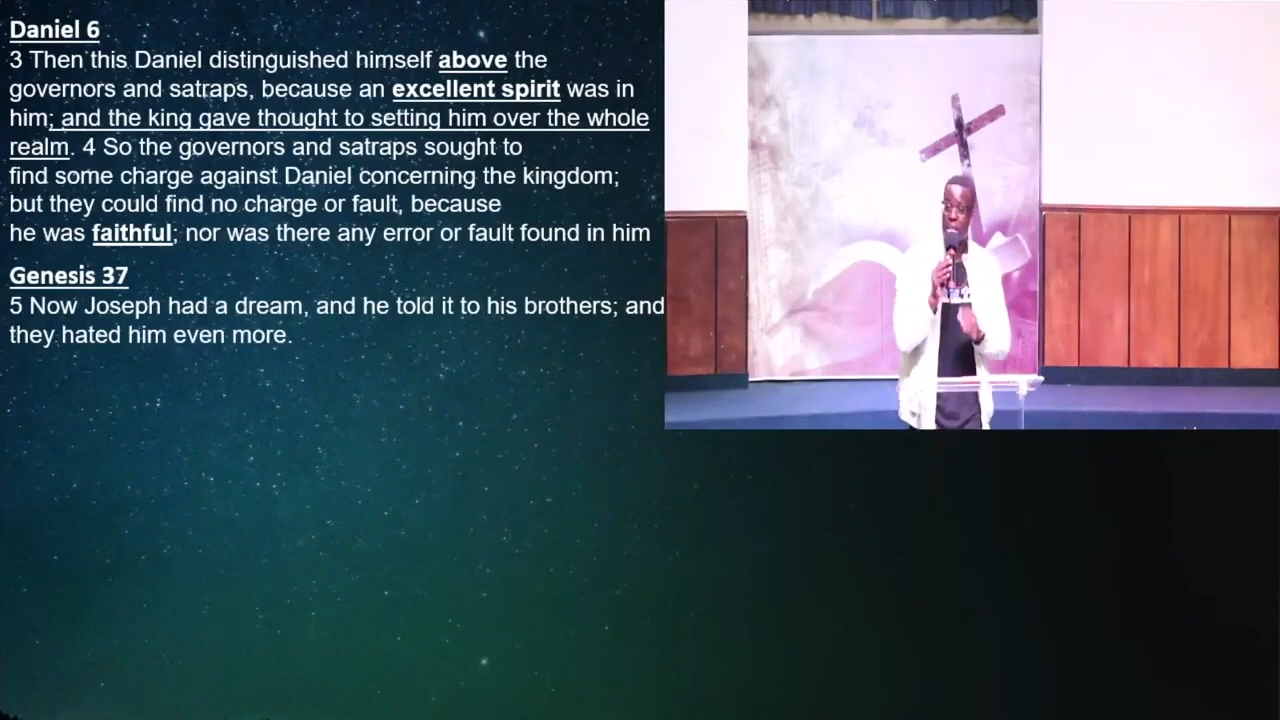 Daniel 6
3 Then this Daniel distinguished himself above the
governors and satraps, because an excellent spirit was in
him; and the king gave thought to setting him over the whole
realm. 4 So the governors and satraps sought to
find some charge against Daniel concerning the kingdom;
but they could find no charge or fault, because
he was faithful; nor was there any error or fault found in him
Genesis 37
5 Now Joseph had a dream, and he told it to his brothers; and
they hated him even more.